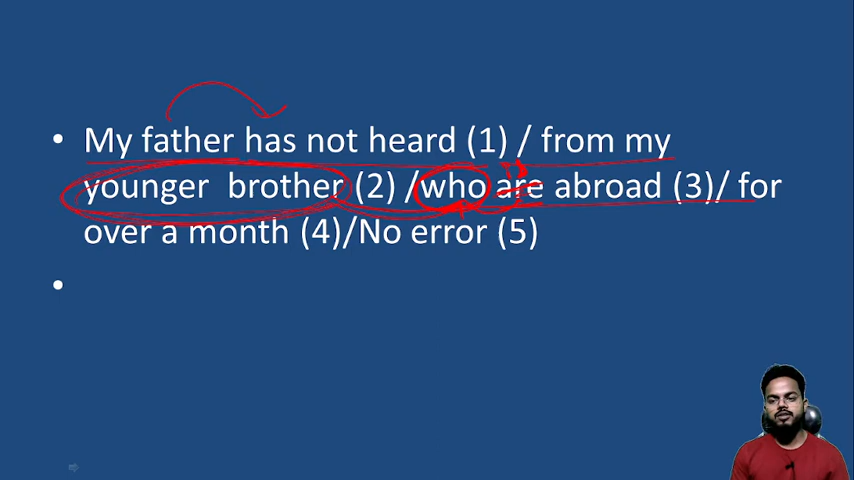 • My father has not heard (1) / from my
younger brother (2) /who are abroad (3)/ for
over a month (4)/No error (5)
•